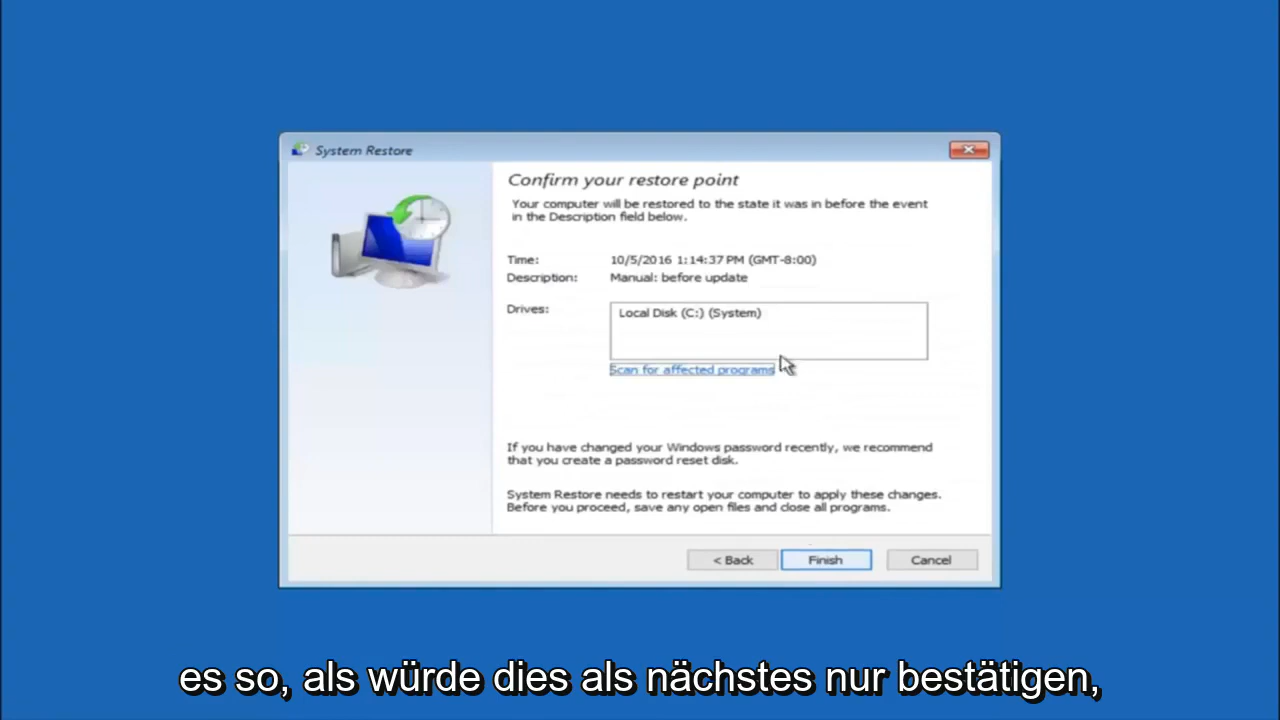 System Restore
Confirm your restore point
Your computer will be restored to the state it was in before the event
in the Description field below.
Time: 10/5/2016 1:14:37 PM (GMT-8:00)
Description: Manual: before update
Drives: Local Disk (C:) (System)
Scan for affected programs
If you have changed your Windows password recently, we recommend
that you create a password reset disk.
System Restore needs to restart your computer to apply these changes.
Before you proceed, save any open files and close all programs.
< Back Finish Cancel
es so, als würde dies als nächstes nur bestätigen,